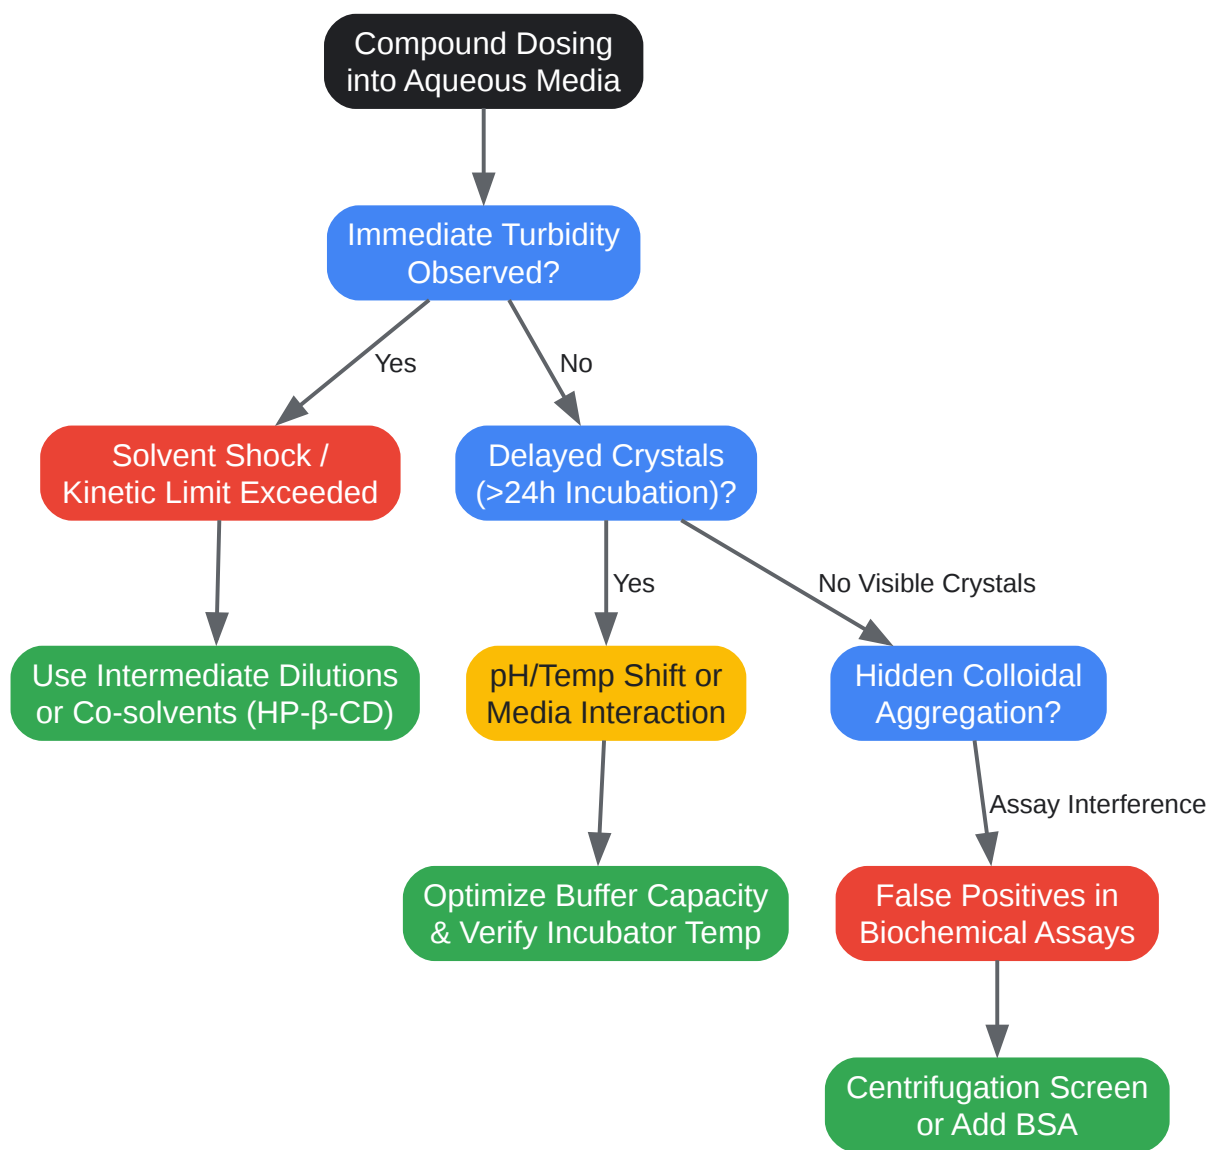 Compound Dosing
into Aqueous Media
Immediate Turbidity
Observed?
Yes
No
Solvent Shock /
Kinetic Limit Exceeded
Delayed Crystals
(>24h Incubation)?
Yes
No Visible Crystals
Use Intermediate Dilutions
or Co-solvents (HP-β-CD)
pH/Temp Shift or
Media Interaction
Hidden Colloidal
Aggregation?
Assay Interference
Optimize Buffer Capacity
& Verify Incubator Temp
False Positives in
Biochemical Assays
Centrifugation Screen
or Add BSA